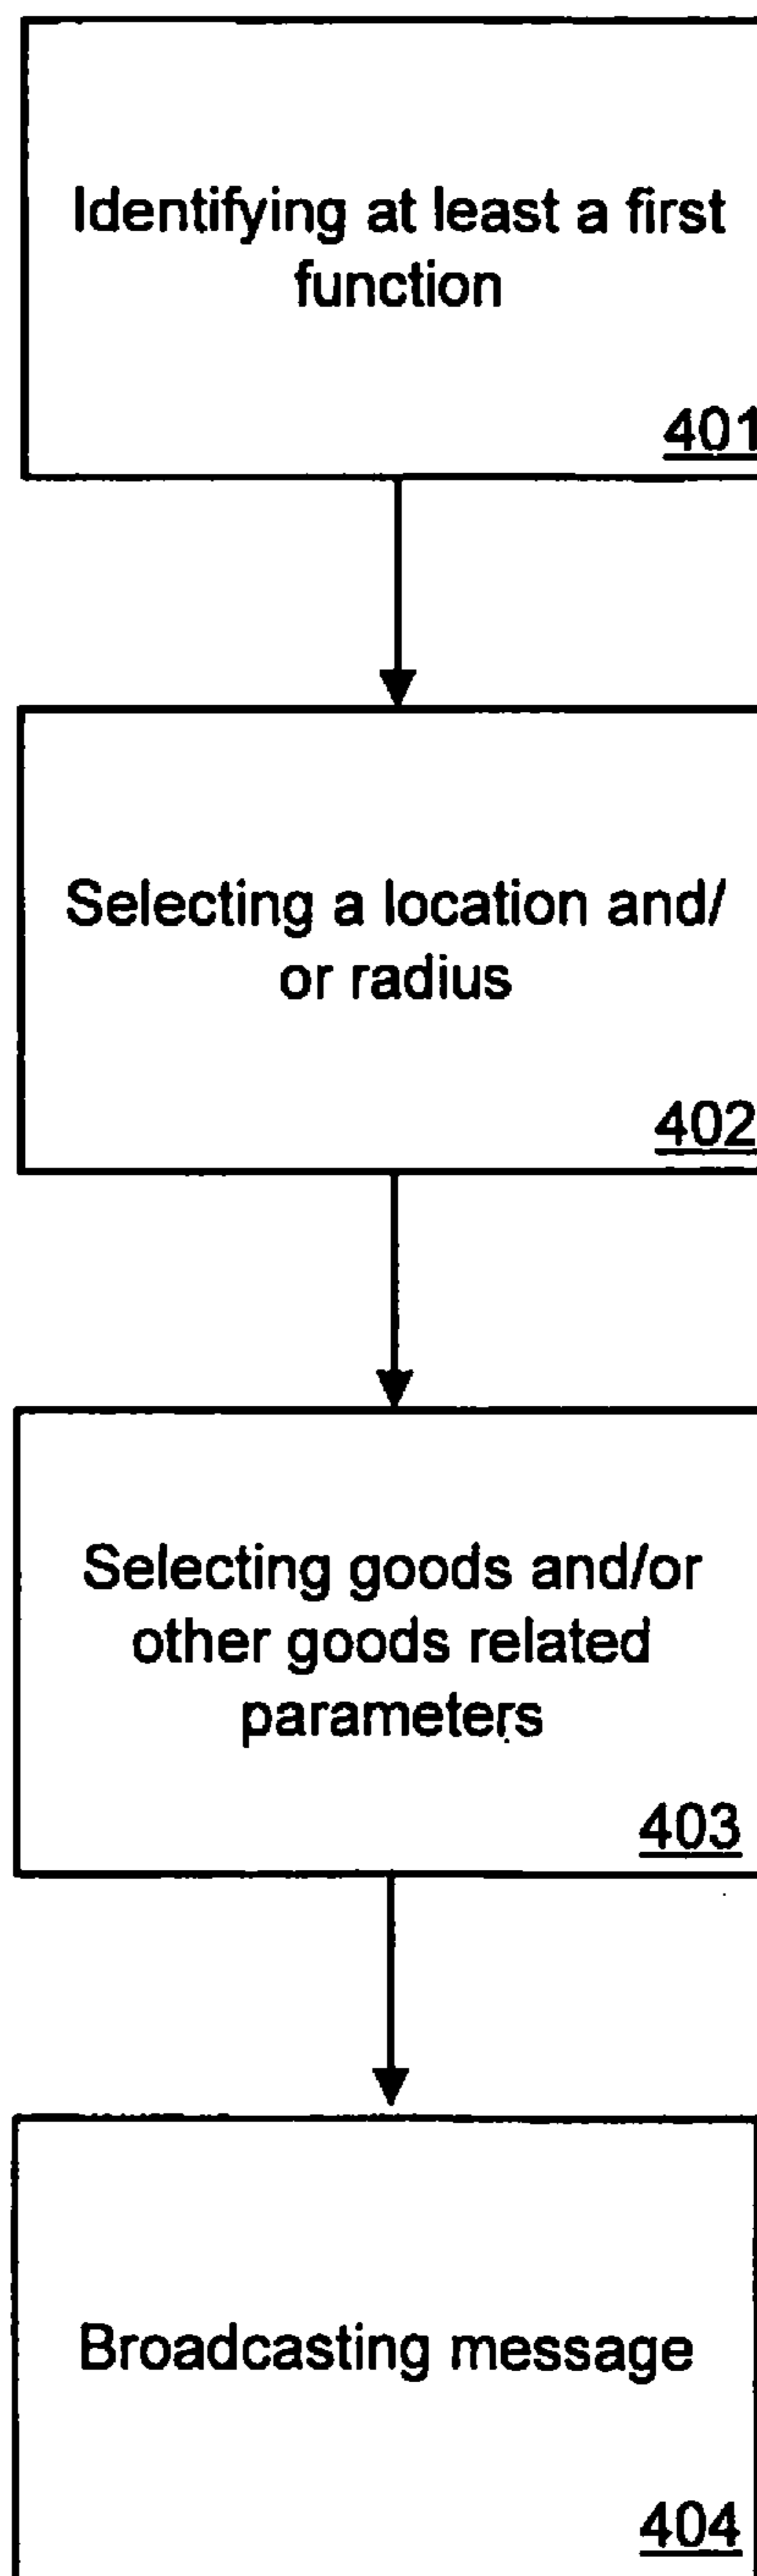 Identifying at least a first
function
401
Selecting a location and/
or radius
402
Selecting goods and/or
other goods related
parameters
403
Broadcasting message
404